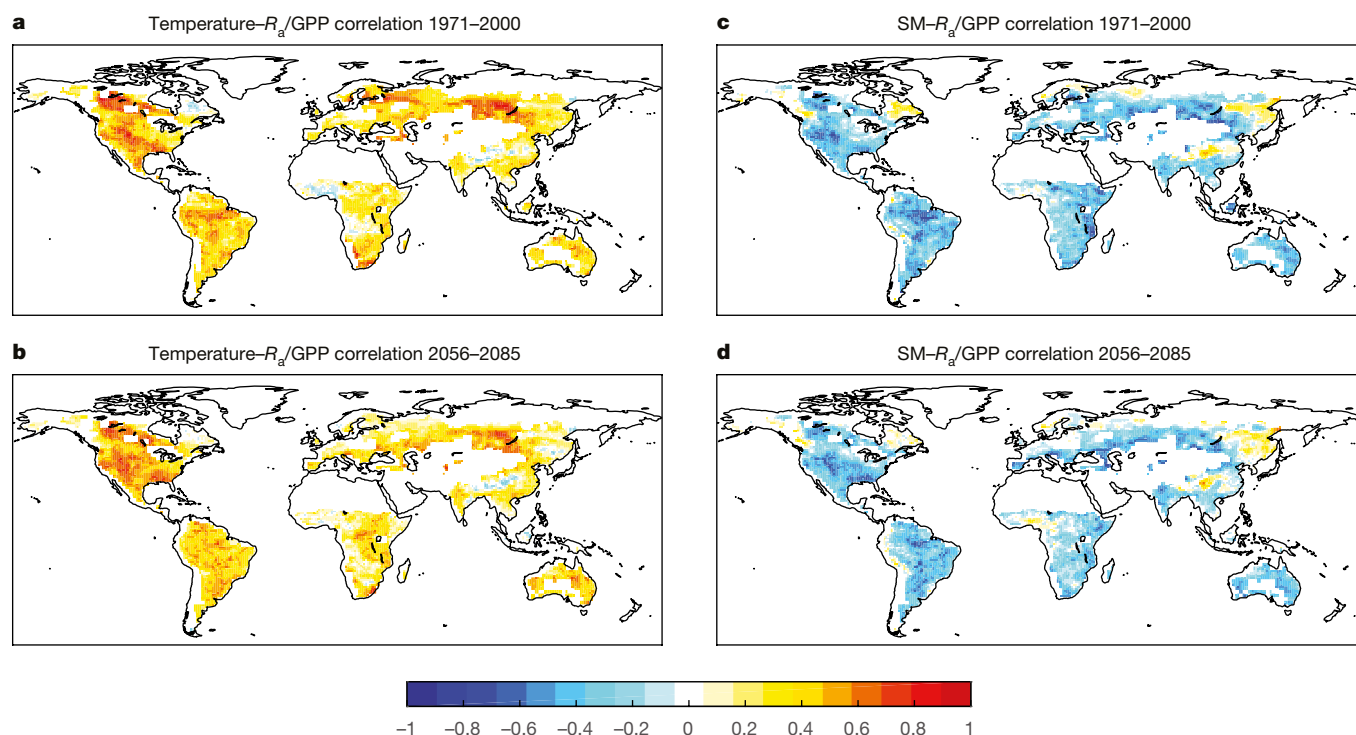 a Temperature–Ra/GPP correlation 1971–2000
c SM–Ra/GPP correlation 1971–2000
b Temperature–Ra/GPP correlation 2056–2085
d SM–Ra/GPP correlation 2056–2085
–1 –0.8 –0.6 –0.4 –0.2 0 0.2 0.4 0.6 0.8 1